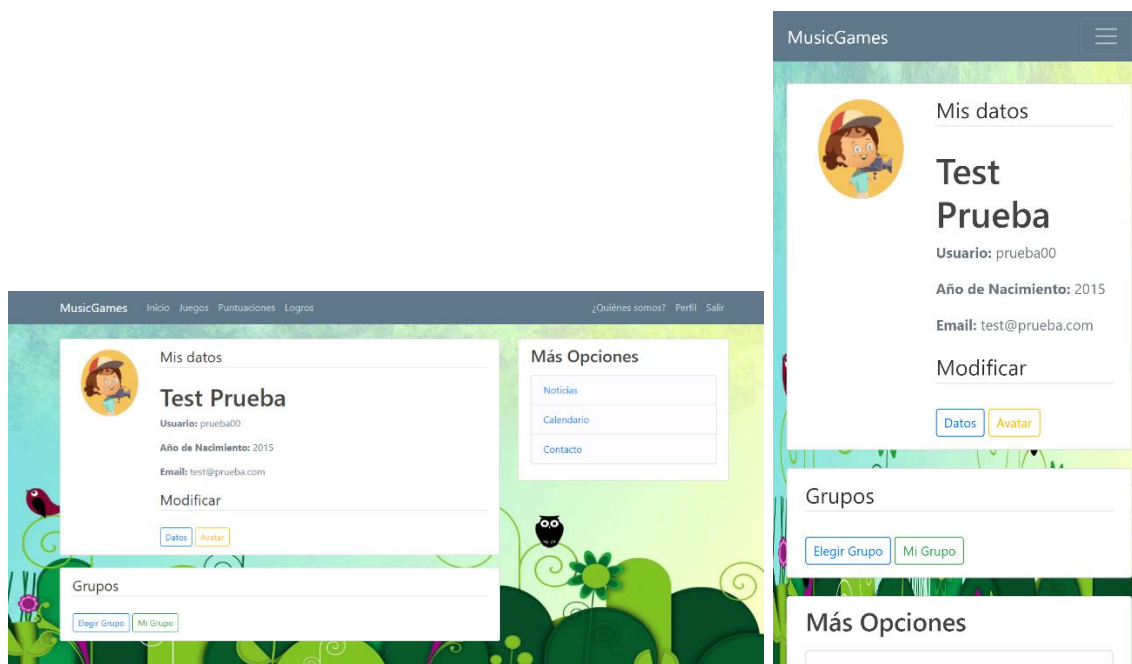 MusicGames Inicio Juegos Puntuaciones Logros ¿Quiénes somos? Perfil Salir
Mis datos
Test Prueba
Usuario: prueba00
Año de Nacimiento: 2015
Email: test@prueba.com
Modificar
Datos Avatar
Grupos
Elegir Grupo Mi Grupo
Más Opciones
Noticias
Calendario
Contacto
MusicGames
Mis datos
Test
Prueba
Usuario: prueba00
Año de Nacimiento: 2015
Email: test@prueba.com
Modificar
Datos Avatar
Grupos
Elegir Grupo Mi Grupo
Más Opciones